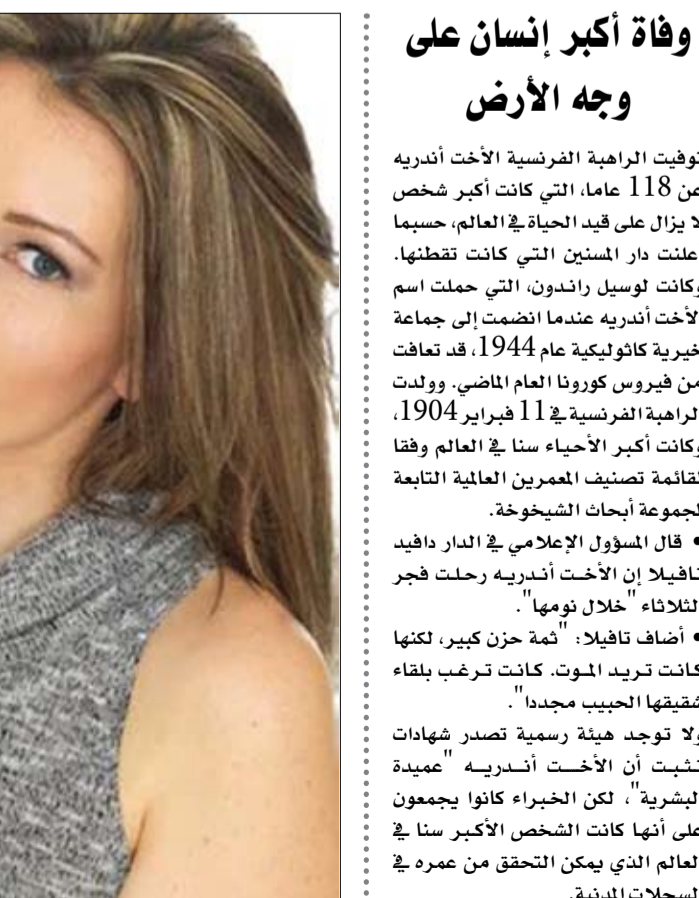 وفاة أكبر إنسان على
وجه الأرض
توفيت الراهبة الفرنسية الأخت أندريه
عن 118 عاما، التي كانت أكبر شخص
لا يزال على قيد الحياة في العالم، حسبما
علنت دار المسنين التي كانت تقطنها.
وكانت لوسيل راندون، التي حملت اسم
الأخت أندريه عندما انضمت إلى جماعة
خيرية كاثوليكية عام 1944، قد تعافت
من فيروس كورونا العام الماضي. وولدت
الراهبة الفرنسية في 11 فبراير 1904،
وكانت أكبر الأحياء سنا في العالم وفقا
لقائمة تصنيف المعمرين العالمية التابعة
لمجموعة أبحاث الشيخوخة.
• قال المسؤول الإعلامي في الدار دافيد
تافيلا إن الأخت أندريه رحلت فجر
الثلاثاء "خلال نومها".
• أضاف تافيلا: "ثمة حزن كبير، لكنها
كانت تريد الموت. كانت ترغب بلقاء
شقيقها الحبيب مجددا".
ولا توجد هيئة رسمية تصدر شهادات
تثبت أن الأخت أندريه "عميدة
البشرية"، لكن الخبراء كانوا يجمعون
على أنها كانت الشخص الأكبر سنا في
العالم الذي يمكن التحقق من عمره في
السجلات المدنية.